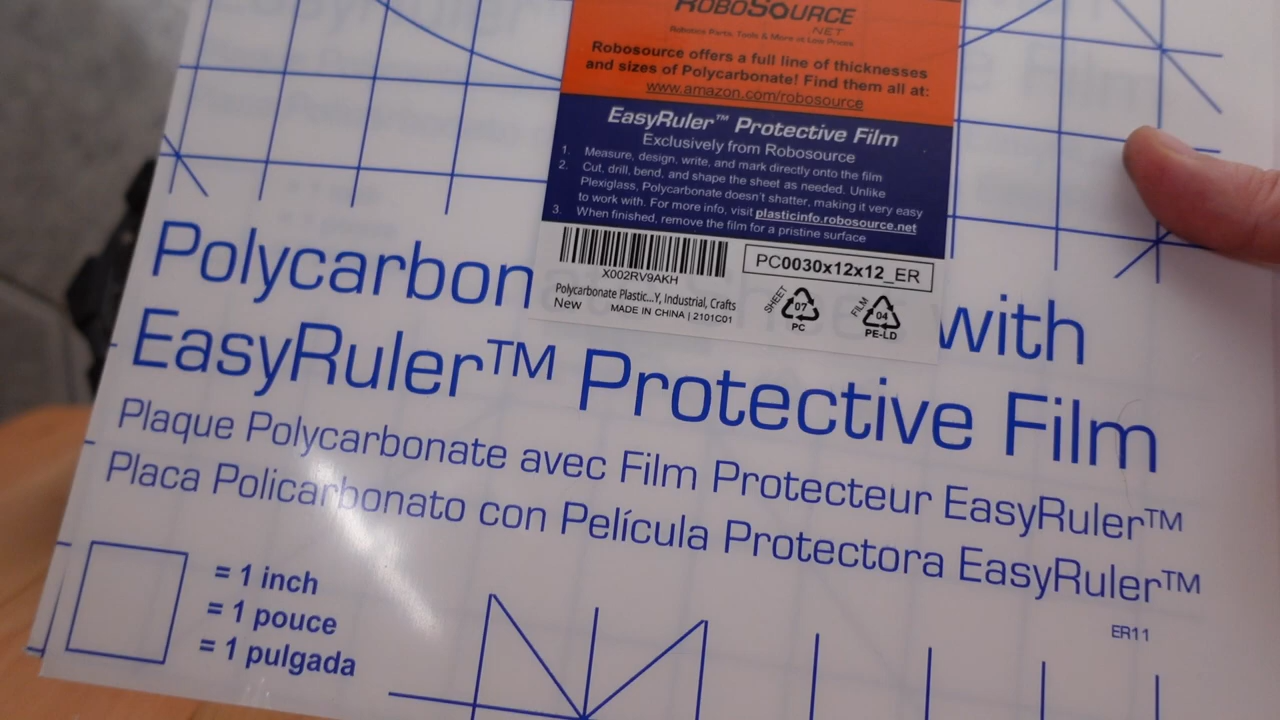 ROBOSOURCE
.NET
Robotics Parts, Tools & More at Low Prices
Robosource offers a full line of thicknesses
and sizes of Polycarbonate! Find them all at:
www.amazon.com/robosource
EasyRuler™ Protective Film
Exclusively from Robosource
1. Measure, design, write, and mark directly onto the film
2. Cut, drill, bend, and shape the sheet as needed. Unlike
Plexiglass, Polycarbonate doesn't shatter, making it very easy
to work with. For more info, visit plasticinfo.robosource.net
3. When finished, remove the film for a pristine surface
X002RV9AKH
PC0030x12x12_ER
Polycarbonate Plastic...Y, Industrial, Crafts
New
MADE IN CHINA | 2101C01
SHEET
07
PC
FILM
04
PE-LD
Polycarbon with
EasyRuler™ Protective Film
Plaque Polycarbonate avec Film Protecteur EasyRuler™
Placa Policarbonato con Película Protectora EasyRuler™
= 1 inch
= 1 pouce
= 1 pulgada
ER11